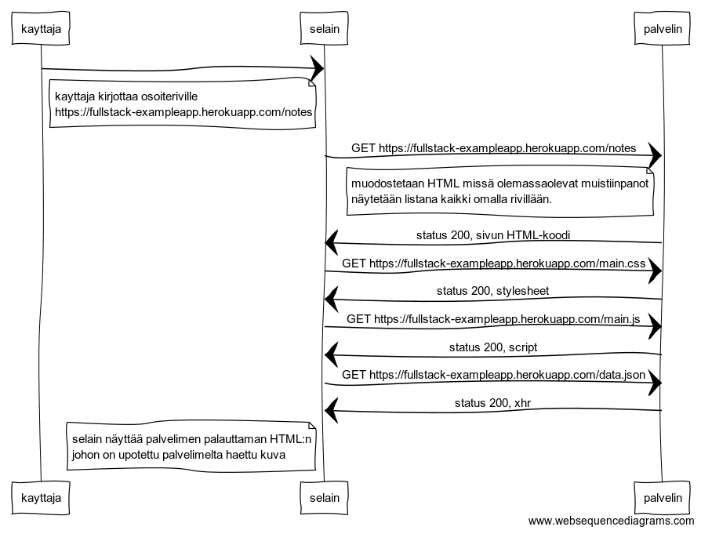 kayttaja
selain
palvelin
kayttaja kirjottaa osoiteriville
https://fullstack-exampleapp.herokuapp.com/notes
GET https://fullstack-exampleapp.herokuapp.com/notes
muodostetaan HTML missä olemassaolevat muistiinpanot
näytetään listana kaikki omalla rivillään.
status 200, sivun HTML-koodi
GET https://fullstack-exampleapp.herokuapp.com/main.css
status 200, stylesheet
GET https://fullstack-exampleapp.herokuapp.com/main.js
status 200, script
GET https://fullstack-exampleapp.herokuapp.com/data.json
status 200, xhr
selain näyttää palvelimen palauttaman HTML:n
johon on upotettu palvelimelta haettu kuva
kayttaja
selain
palvelin
www.websequencediagrams.com